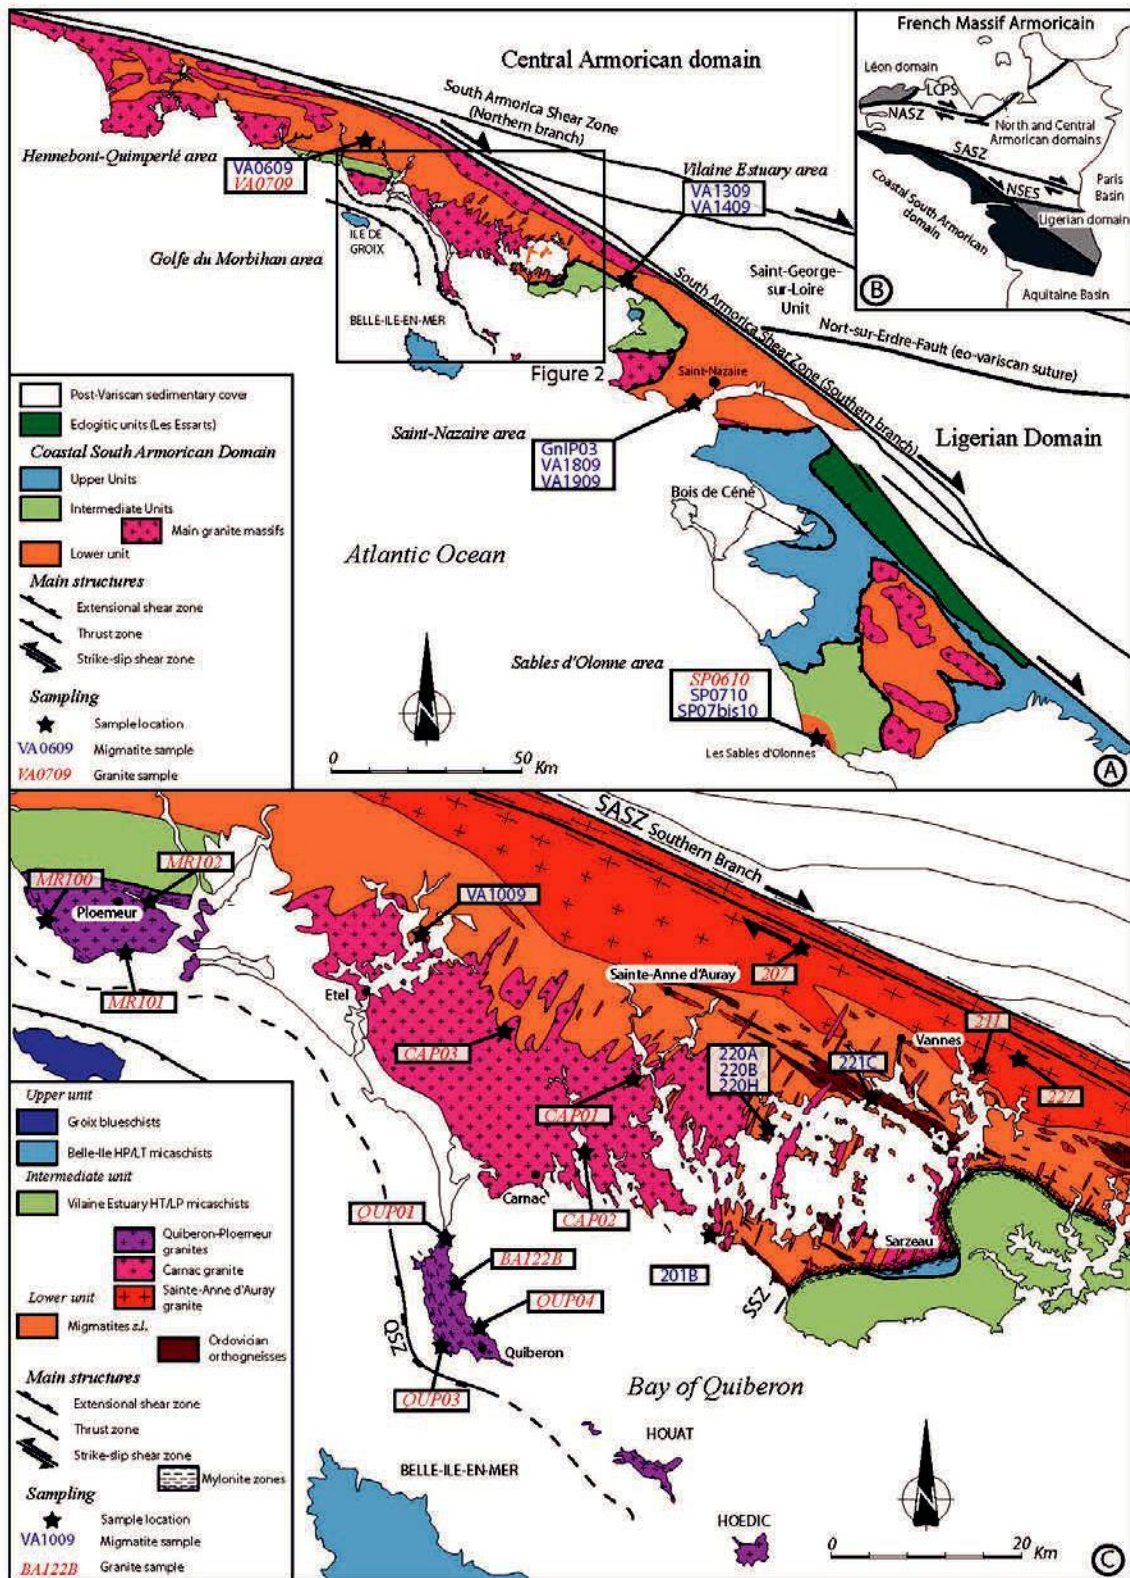 Central Armorican domain
South Armorica Shear Zone
(Northern branch)
Hennebont-Quimperlé area
VA0609
VA0709
Vilaine Estuary area
VA1309
VA1409
ILE DE
GROIX
Golfe du Morbihan area
BELLE-ILE-EN-MER
Figure 2
Saint-George-
sur-Loire
Unit
South Armorica Shear Zone (Southern branch)
Nort-sur-Erdre-Fault (eo-variscan suture)
Saint-Nazaire
Saint-Nazaire area
GnIP03
VA1809
VA1909
Ligerian Domain
Bois de Céné
Atlantic Ocean
Sables d'Olonne area
SP0610
SP0710
SP07bis10
Les Sables d'Olonnes
N
0
50
Km
A
French Massif Armoricain
Léon domain
LCPS
NASZ
North and Central
Armorican domains
SASZ
NSES
Paris
Basin
Coastal South Armorican
domain
Ligerian domain
Aquitaine Basin
B
Post-Variscan sedimentary cover
Eclogitic units (Les Essarts)
Coastal South Armorican Domain
Upper Units
Intermediate Units
Main granite massifs
Lower unit
Main structures
Extensional shear zone
Thrust zone
Strike-slip shear zone
Sampling
Sample location
VA0609
Migmatite sample
VA0709
Granite sample
SASZ Southern Branch
MR102
MR100
Ploemeur
MR101
VA1009
Etel
Sainte-Anne d'Auray
207
CAP03
220A
220B
220H
221C
Vannes
211
227
CAP01
Carnac
CAP02
QUP01
BA122B
201B
Sarzeau
SSZ
QUP04
QSZ
Quiberon
QUP03
Bay of Quiberon
HOUAT
BELLE-ILE-EN-MER
HOEDIC
N
0
20
Km
C
Upper unit
Groix blueschists
Belle-Ile HP/LT micaschists
Intermediate unit
Vilaine Estuary HT/LP micaschists
Quiberon-Ploemeur
granites
Carnac granite
Lower unit
Sainte-Anne d'Auray
granite
Migmatites s.l.
Ordovician
orthogneisses
Main structures
Extensional shear zone
Thrust zone
Strike-slip shear zone
Mylonite zones
Sampling
Sample location
VA1009
Migmatite sample
BA122B
Granite sample